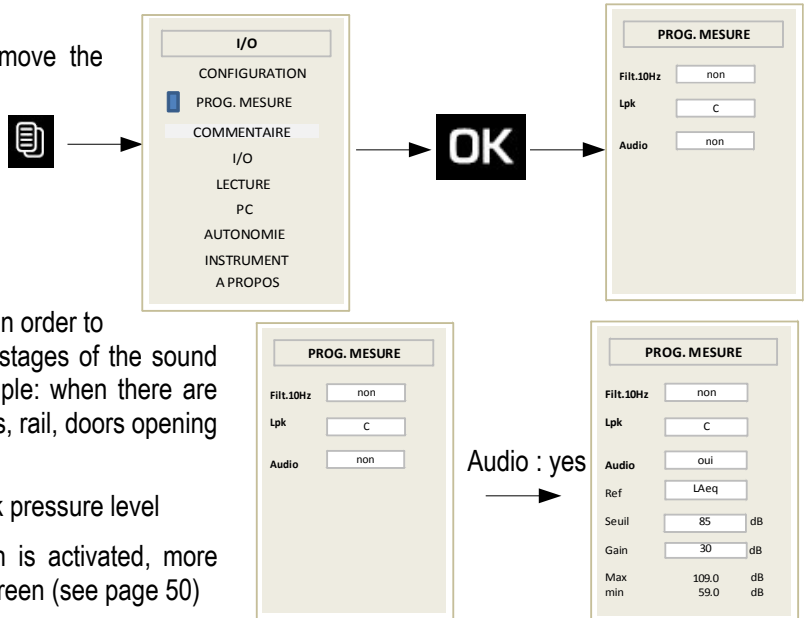 move the
I/O
CONFIGURATION
PROG. MESURE
COMMENTAIRE
I/O
LECTURE
PC
AUTONOMIE
INSTRUMENT
A PROPOS
OK
PROG. MESURE
Filt.10Hz non
Lpk C
Audio non
in order to
stages of the sound
ple: when there are
s, rail, doors opening
k pressure level
n is activated, more
reen (see page 50)
PROG. MESURE
Filt.10Hz non
Lpk C
Audio non
Audio : yes
PROG. MESURE
Filt.10Hz non
Lpk C
Audio oui
Ref LAeq
Seuil 85 dB
Gain 30 dB
Max 109.0 dB
min 59.0 dB